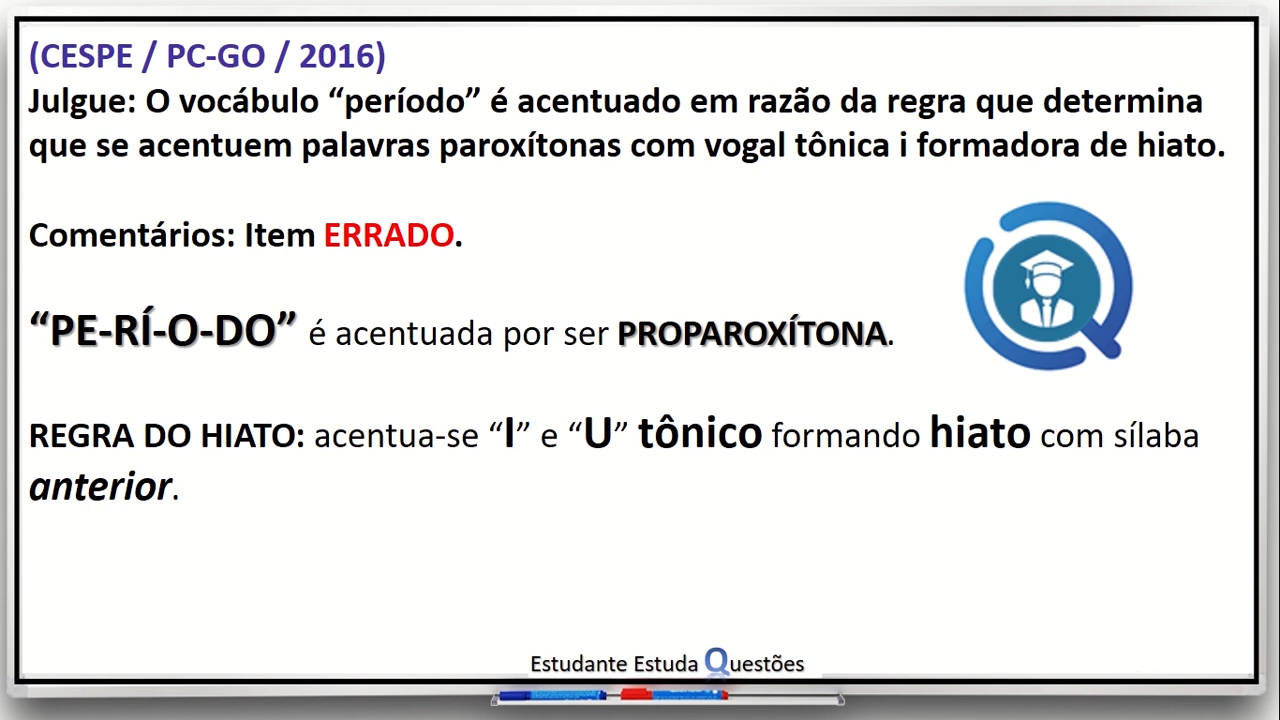 (CESPE / PC-GO / 2016)
Julgue: O vocábulo “período” é acentuado em razão da regra que determina
que se acentuem palavras paroxítonas com vogal tônica i formadora de hiato.
Comentários: Item ERRADO.
“PE-RÍ-O-DO” é acentuada por ser PROPAROXÍTONA.
REGRA DO HIATO: acentua-se “I” e “U” tônico formando hiato com sílaba
anterior.
Estudante Estuda Questões